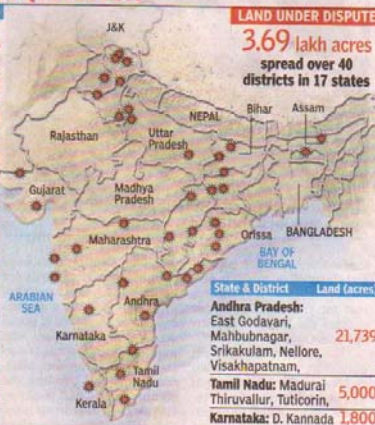 LAND UNDER DISPUTE
3.69 lakh acres
spread over 40
districts in 17 states
J&K
NEPAL
Bihar
Assam
Rajasthan
Uttar
Pradesh
Gujarat
Madhya
Pradesh
Maharashtra
Orissa
BANGLADESH
BAY OF
BENGAL
ARABIAN
SEA
Andhra
Karnataka
Tamil
Nadu
Kerala
State & District Land (acres)
Andhra Pradesh:
East Godavari,
Mahbubnagar,
Srikakulam, Nellore,
Visakhapatnam, 21,739
Tamil Nadu: Madurai
Thiruvallur, Tuticorin, 5,000
Karnataka: D. Kannada 1,800